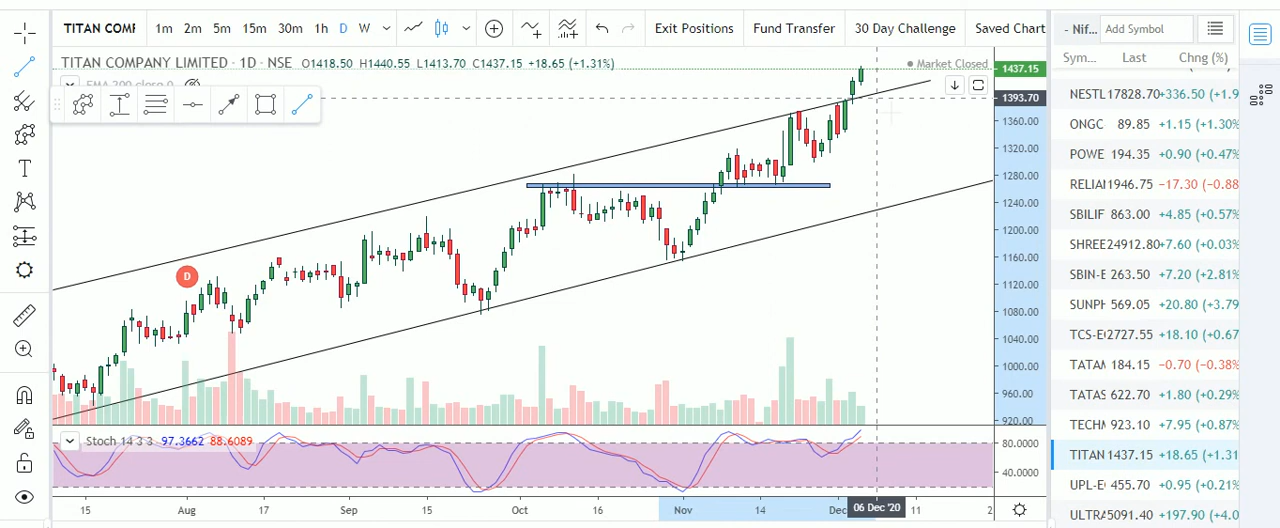 TITAN COMF 1m 5m 15m 30m 1h D W Exit Positions Fund Transfer 30 Day Challenge Saved Chart - Nif... Add Symbol
TITAN COMPANY LIMITED · 1D · NSE O1418.50 H1440.55 L1413.70 C1437.15 +18.65 (+1.31%)
Market Closed
EMA 200 close 0
D
1437.15
1393.70
1360.00
1320.00
1280.00
1240.00
1200.00
1160.00
1120.00
1080.00
1040.00
1000.00
960.00
920.00
Stoch 14 3 3 97.3662 88.6089
80.0000
40.0000
15 Aug 17 Sep 15 Oct 16 Nov 14 Dec 06 Dec '20 11 2
Sym... Last Chng (%)
NESTL 17828.70 +336.50 (+1.9
ONGC 89.85 +1.15 (+1.30%
POWE 194.35 +0.90 (+0.47%
RELIAI 1946.75 -17.30 (-0.88
SBILIF 863.00 +4.85 (+0.57%
SHREE 24912.80 +7.60 (+0.03%
SBIN-E 263.50 +7.20 (+2.81%
SUNPH 569.05 +20.80 (+3.79
TCS-E 2727.55 +18.10 (+0.67
TATAM 184.15 -0.70 (-0.38%
TATAS 622.70 +1.80 (+0.29%
TECHM 923.10 +7.95 (+0.87%
TITAN 1437.15 +18.65 (+1.31
UPL-E 455.70 +0.95 (+0.21%
ULTRA 5091.40 +197.90 (+4.0